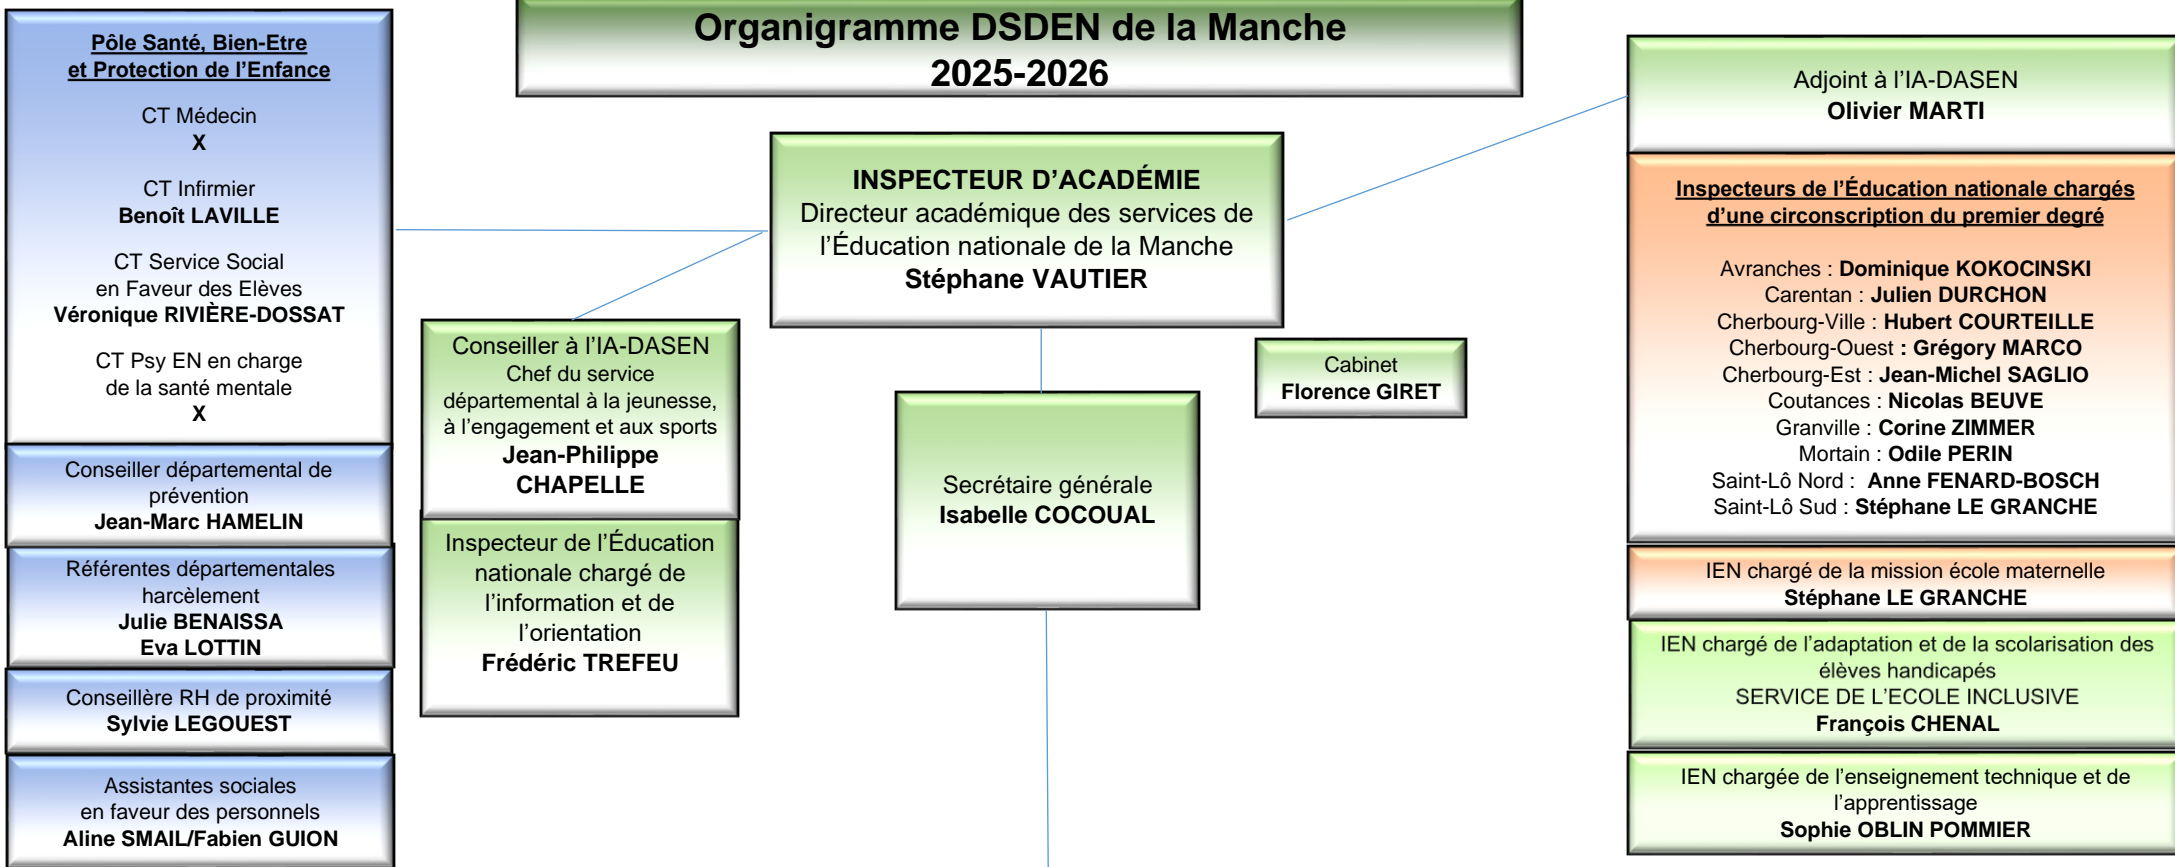 Organigramme DSDEN de la Manche
2025-2026
Pôle Santé, Bien-Etre
et Protection de l'Enfance
CT Médecin
X
CT Infirmier
Benoît LAVILLE
CT Service Social
en Faveur des Elèves
Véronique RIVIÈRE-DOSSAT
CT Psy EN en charge
de la santé mentale
X
Conseiller départemental de
prévention
Jean-Marc HAMELIN
Référentes départementales
harcèlement
Julie BENAISSA
Eva LOTTIN
Conseillère RH de proximité
Sylvie LEGOUEST
Assistantes sociales
en faveur des personnels
Aline SMAIL/Fabien GUION
INSPECTEUR D'ACADÉMIE
Directeur académique des services de
l'Éducation nationale de la Manche
Stéphane VAUTIER
Conseiller à l'IA-DASEN
Chef du service
départemental à la jeunesse,
à l'engagement et aux sports
Jean-Philippe
CHAPELLE
Inspecteur de l'Éducation
nationale chargé de
l'information et de
l'orientation
Frédéric TREFEU
Secrétaire générale
Isabelle COCOUAL
Cabinet
Florence GIRET
Adjoint à l'IA-DASEN
Olivier MARTI
Inspecteurs de l'Éducation nationale chargés
d'une circonscription du premier degré
Avranches : Dominique KOKOCINSKI
Carentan : Julien DURCHON
Cherbourg-Ville : Hubert COURTEILLE
Cherbourg-Ouest : Grégory MARCO
Cherbourg-Est : Jean-Michel SAGLIO
Coutances : Nicolas BEUVE
Granville : Corine ZIMMER
Mortain : Odile PERIN
Saint-Lô Nord : Anne FENARD-BOSCH
Saint-Lô Sud : Stéphane LE GRANCHE
IEN chargé de la mission école maternelle
Stéphane LE GRANCHE
IEN chargé de l'adaptation et de la scolarisation des
élèves handicapés
SERVICE DE L'ECOLE INCLUSIVE
François CHENAL
IEN chargée de l'enseignement technique et de
l'apprentissage
Sophie OBLIN POMMIER